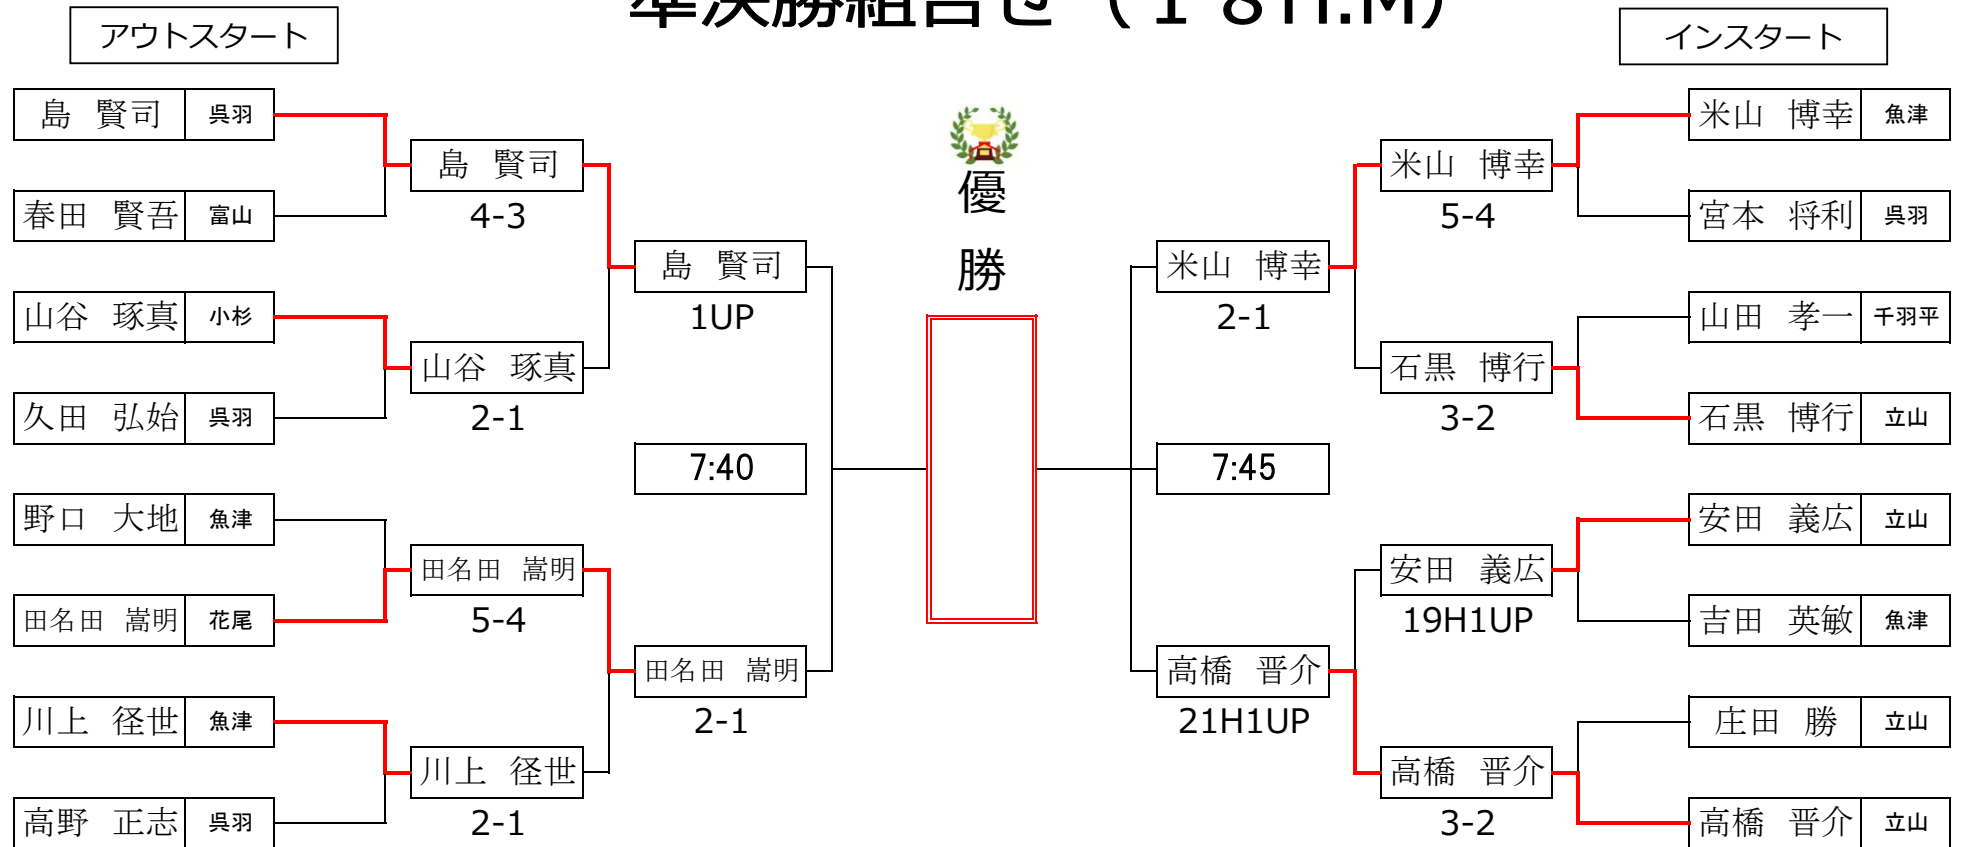 準決勝組合せ（１８H.M）
アウトスタート
インスタート
島 賢司 呉羽
春田 賢吾 富山
山谷 琢真 小杉
久田 弘始 呉羽
野口 大地 魚津
田名田 嵩明 花尾
川上 径世 魚津
高野 正志 呉羽
島 賢司
4-3
山谷 琢真
2-1
田名田 嵩明
5-4
川上 径世
2-1
島 賢司
1UP
7:40
田名田 嵩明
2-1
優
勝
米山 博幸
2-1
7:45
高橋 晋介
21H1UP
米山 博幸
5-4
石黒 博行
3-2
安田 義広
19H1UP
高橋 晋介
3-2
米山 博幸 魚津
宮本 将利 呉羽
山田 孝一 千羽平
石黒 博行 立山
安田 義広 立山
吉田 英敏 魚津
庄田 勝 立山
高橋 晋介 立山